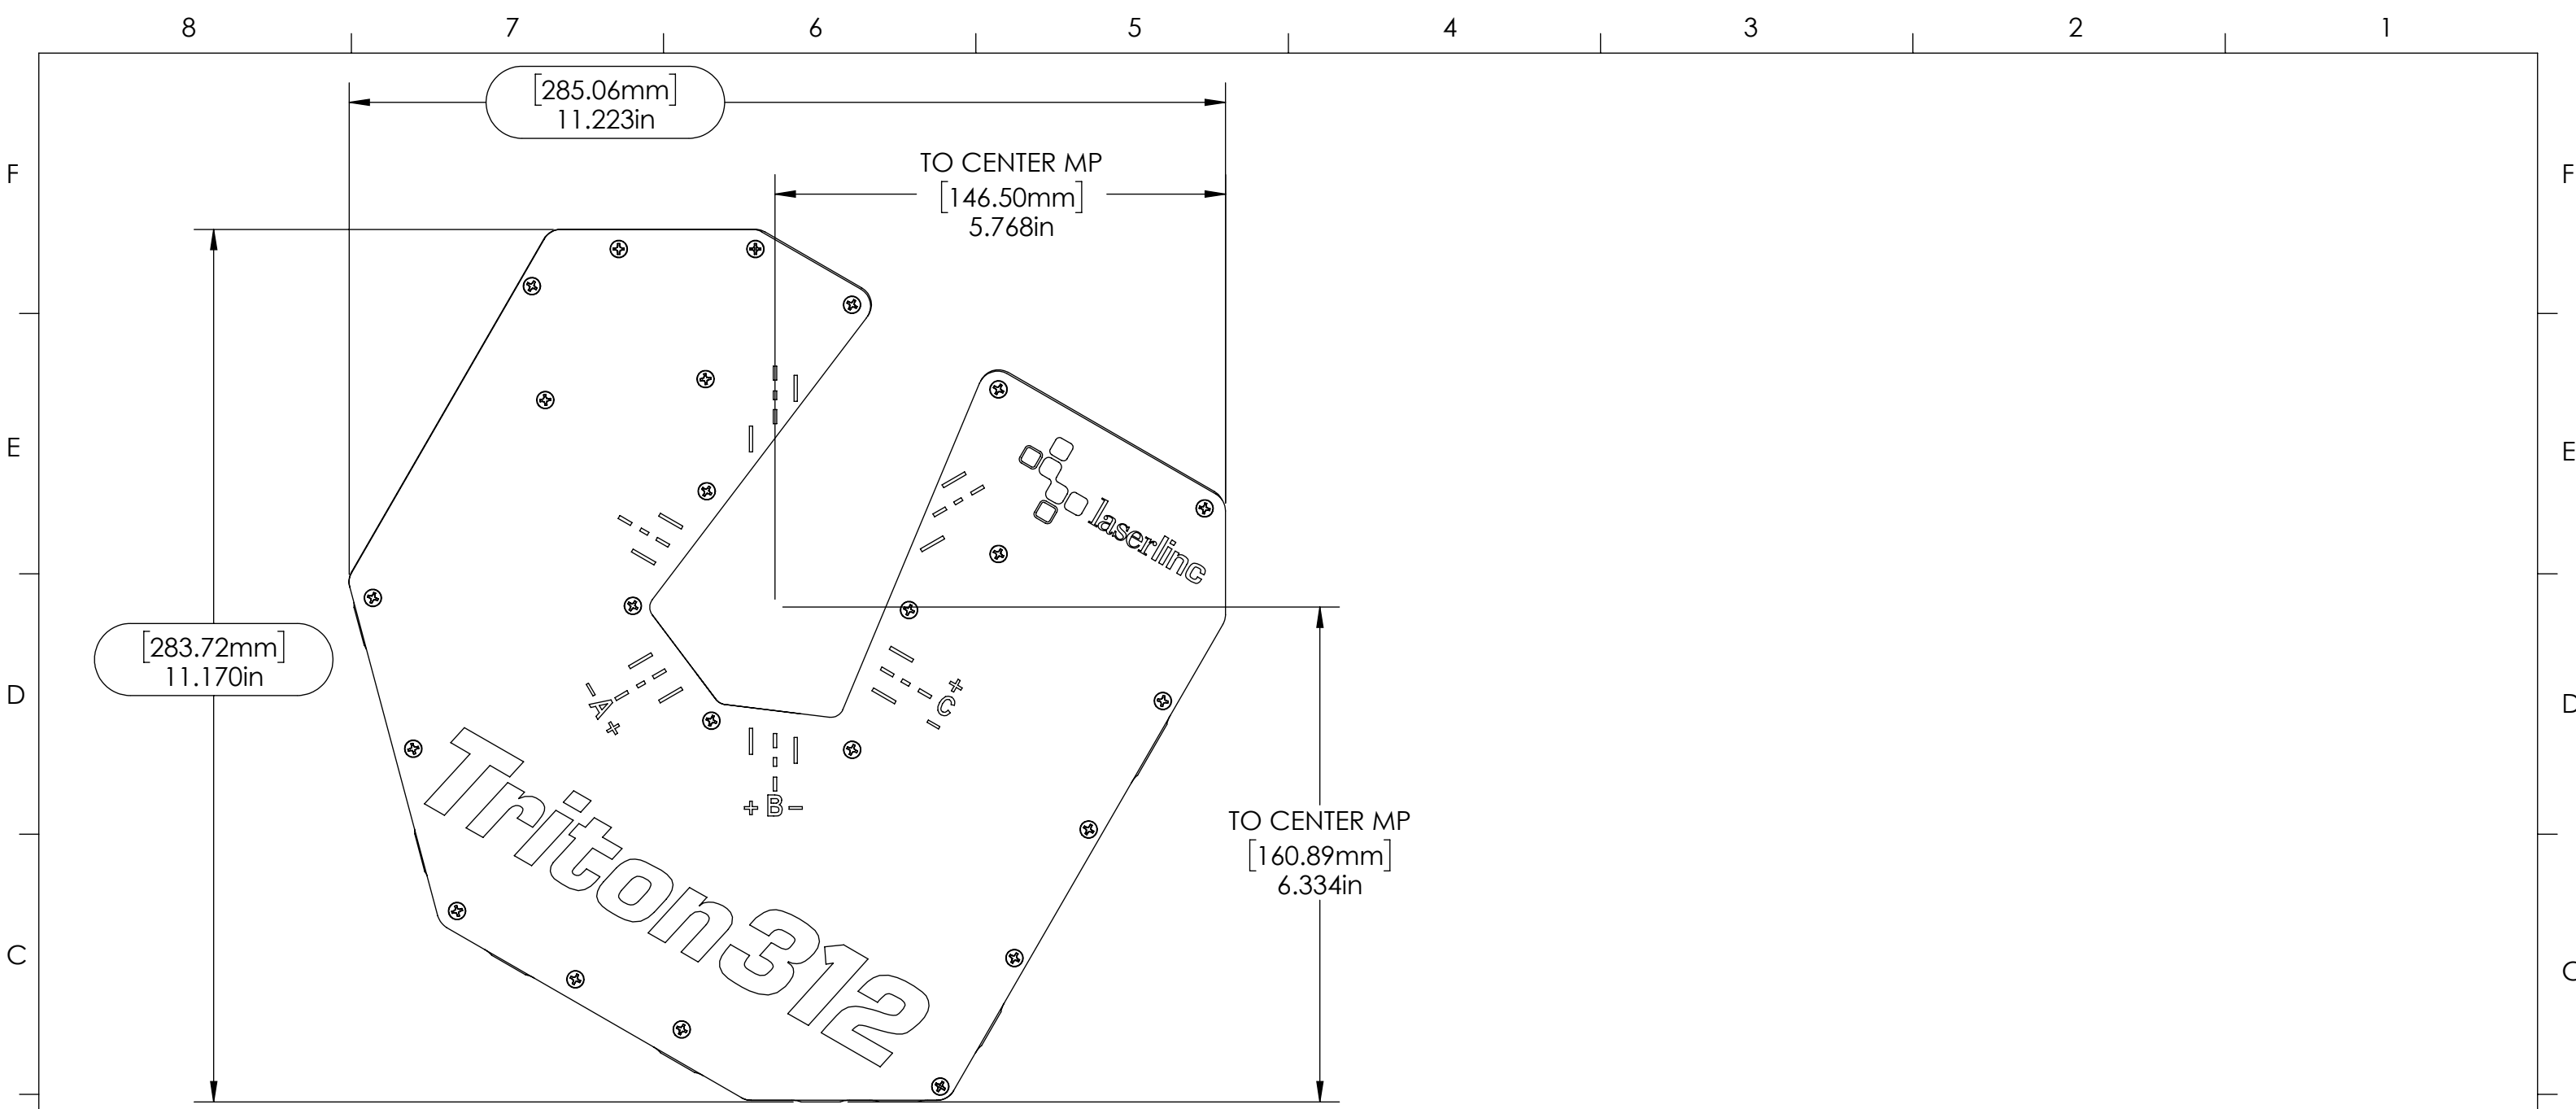 8 7 6 5 4 3 2 1
[285.06mm]
11.223in
TO CENTER MP
[146.50mm]
5.768in
F F
E E
laserlinc
[283.72mm]
11.170in
D D
-A+
+C-
+B-
Triton312
TO CENTER MP
[160.89mm]
6.334in
C C